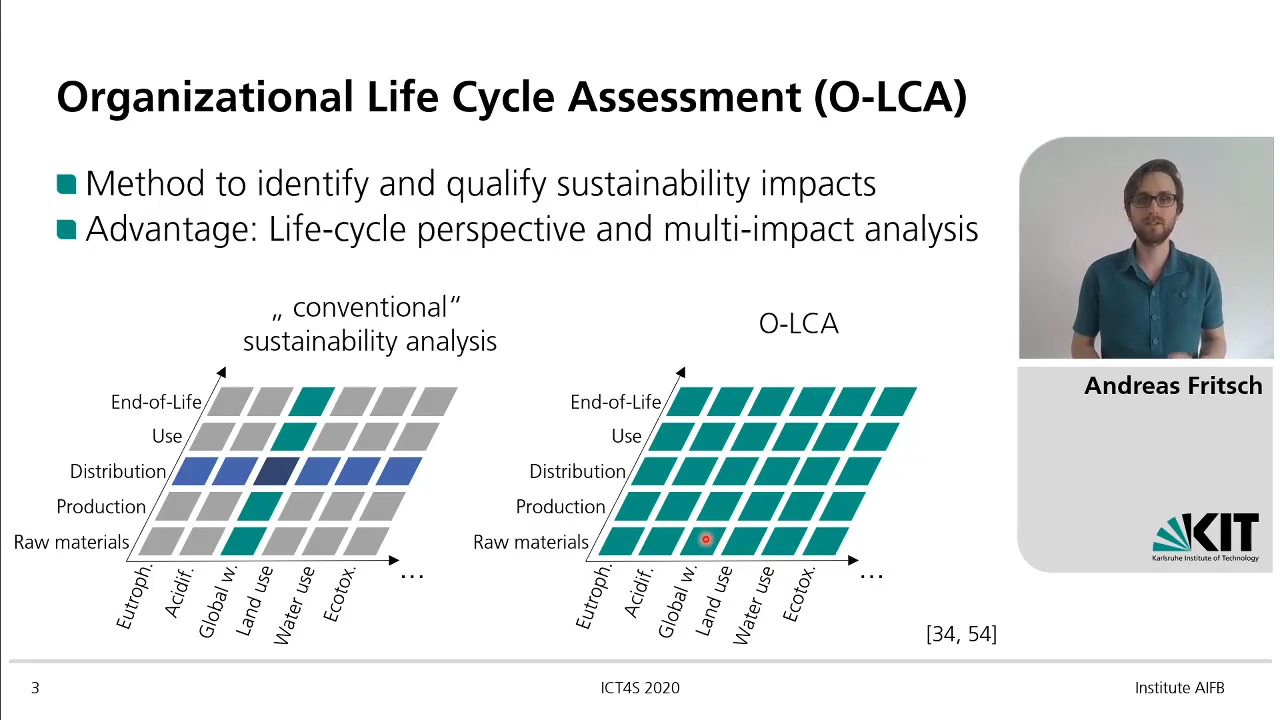 Organizational Life Cycle Assessment (O-LCA)
Method to identify and qualify sustainability impacts
Advantage: Life-cycle perspective and multi-impact analysis
„ conventional“
sustainability analysis
End-of-Life
Use
Distribution
Production
Raw materials
Eutroph.
Acidif.
Global w.
Land use
Water use
Ecotox.
...
O-LCA
End-of-Life
Use
Distribution
Production
Raw materials
Eutroph.
Acidif.
Global w.
Land use
Water use
Ecotox.
...
[34, 54]
Andreas Fritsch
KIT
Karlsruhe Institute of Technology
3
ICT4S 2020
Institute AIFB